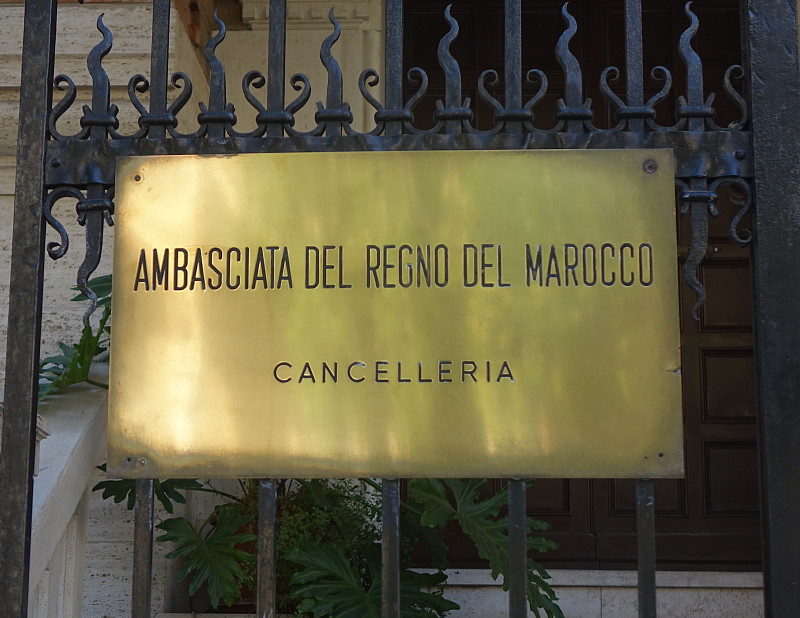 AMBASCIATA DEL REGNO DEL MAROCCO
CANCELLERIA